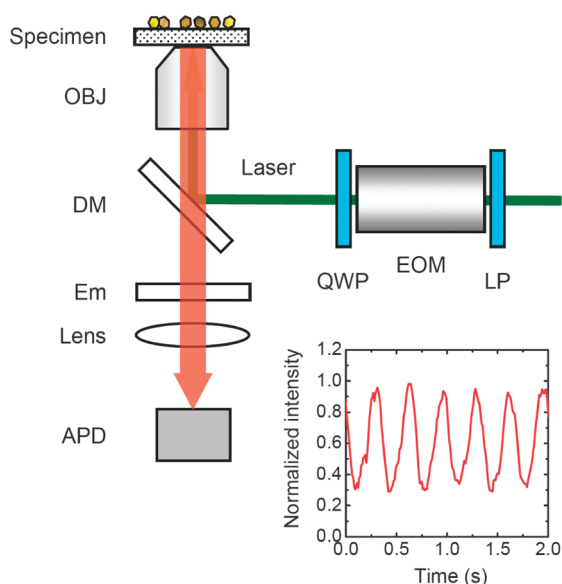 Specimen
OBJ
Laser
DM
QWP
EOM
LP
Em
Lens
APD
Normalized intensity
1.2
1.0
0.8
0.6
0.4
0.2
0.0
0.0 0.5 1.0 1.5 2.0
Time (s)